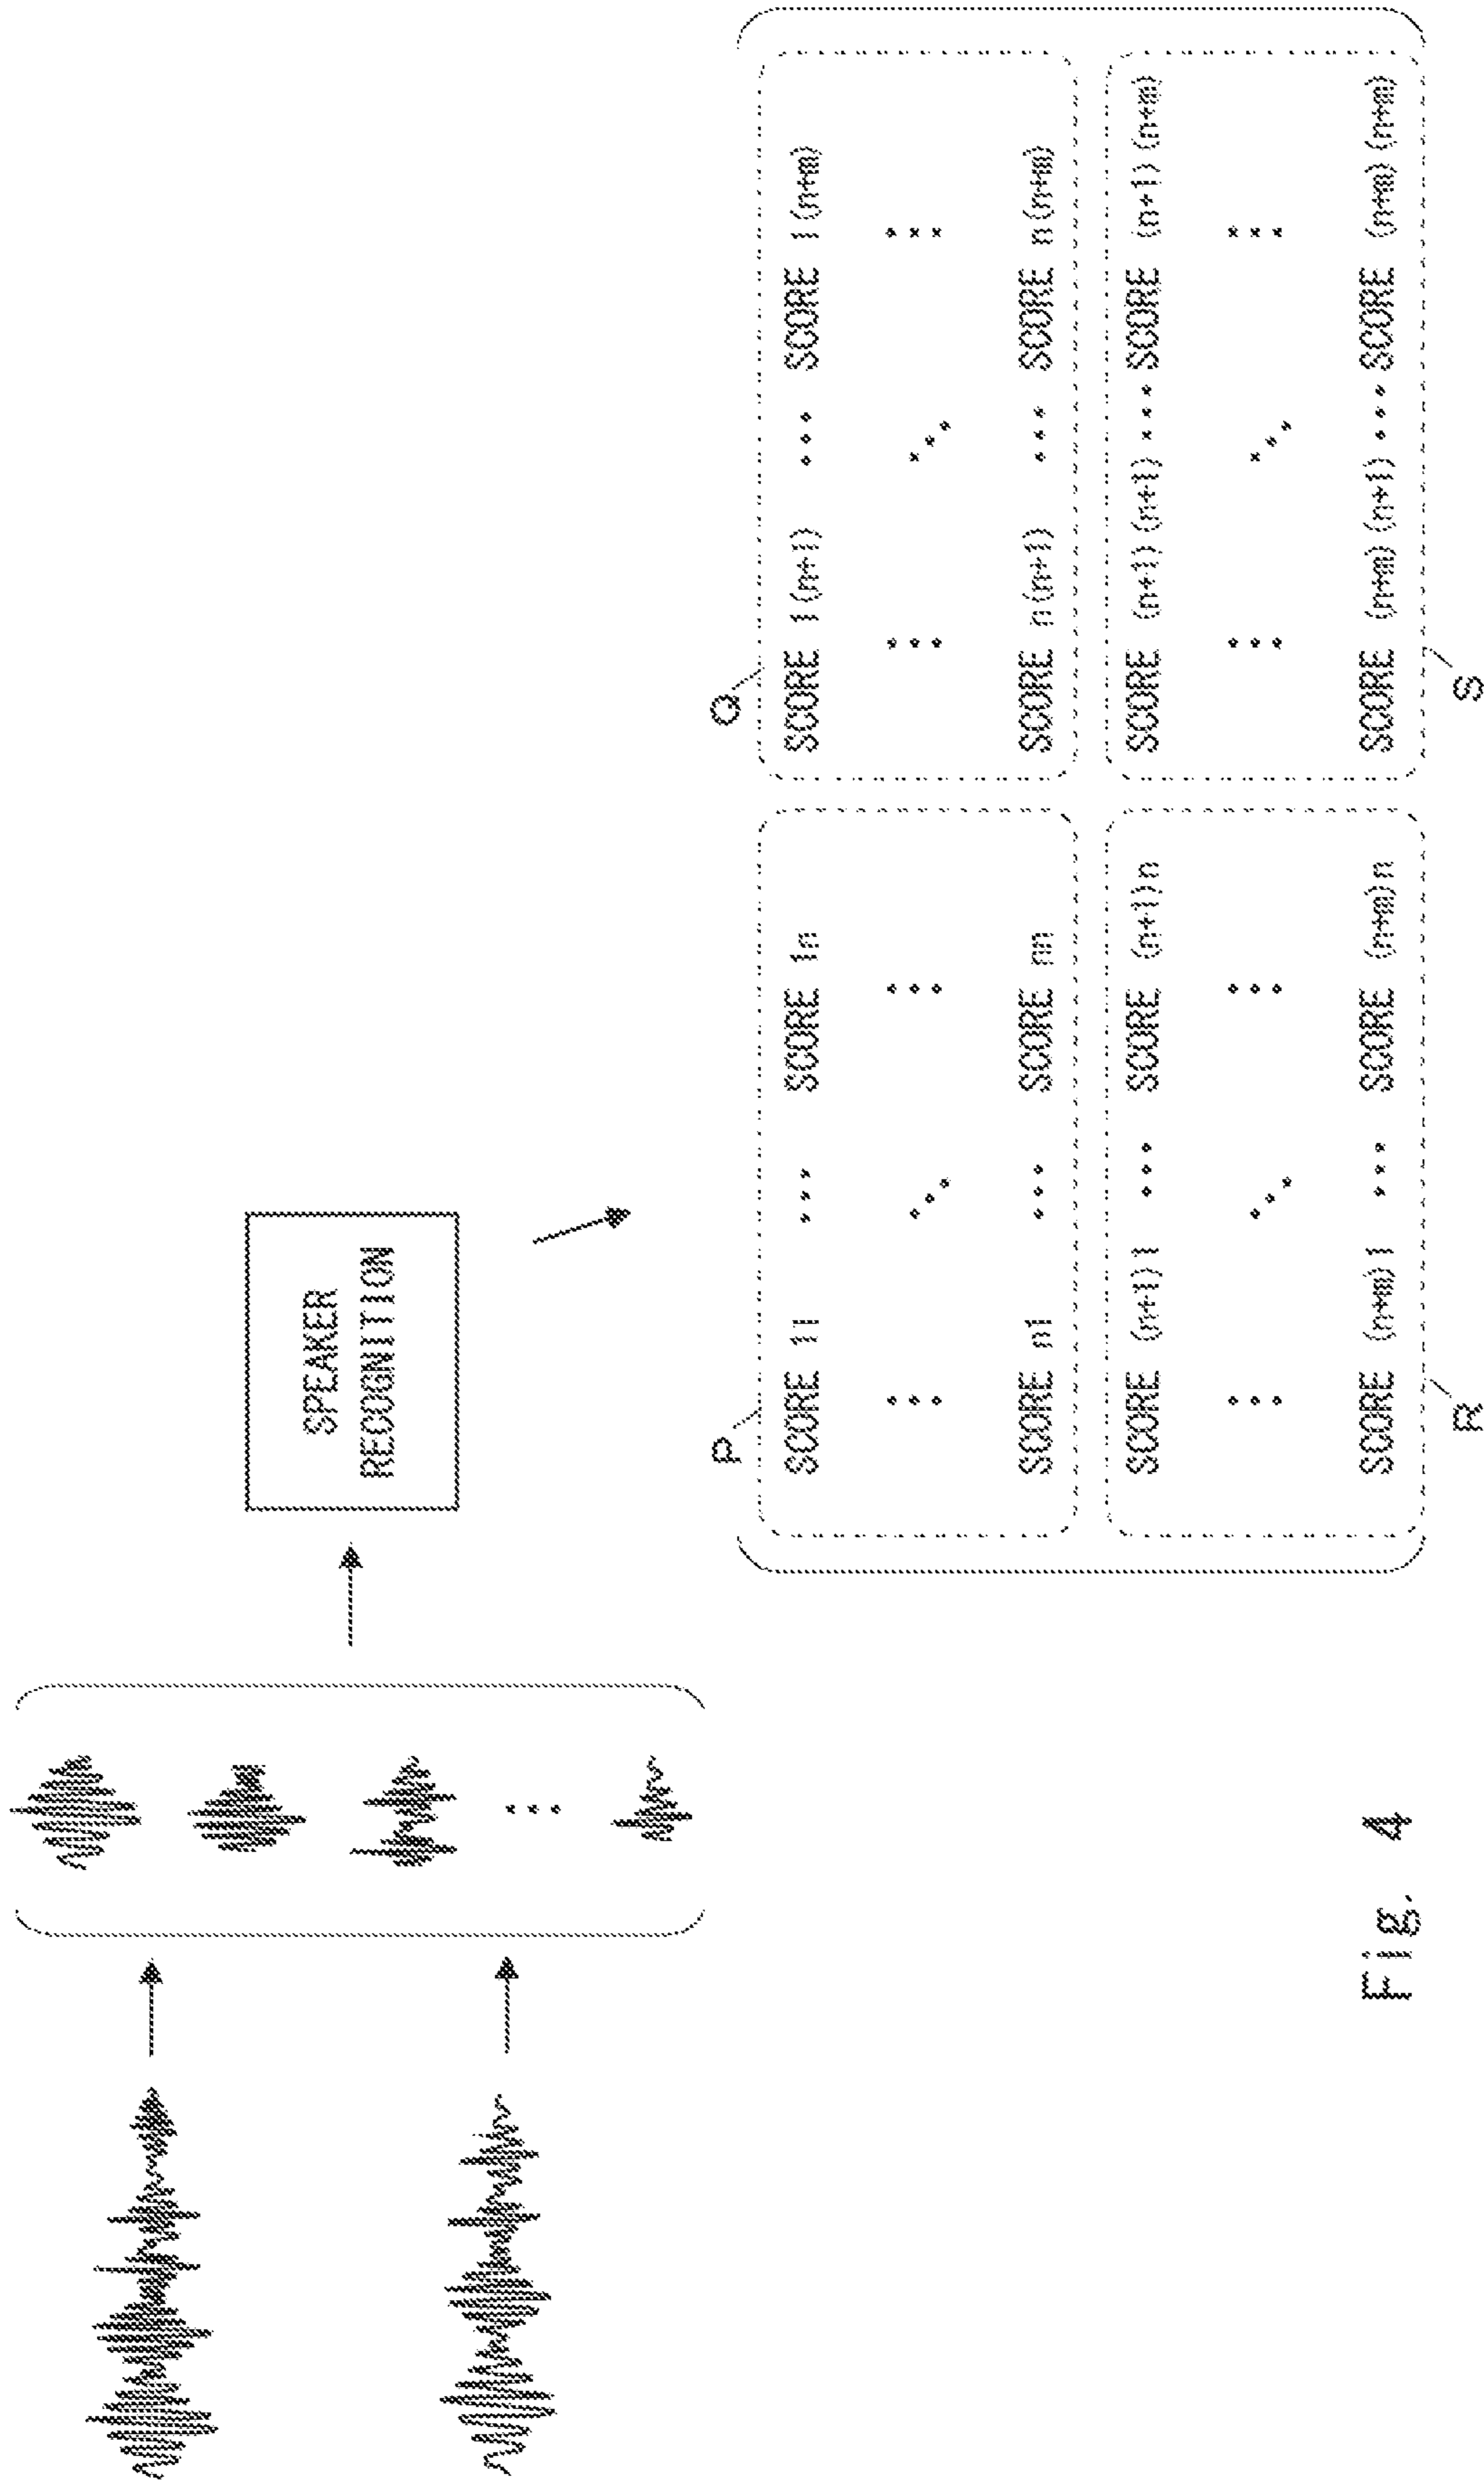 SPEAKER
RECOGNITION
P
Q
SCORE 11 ... SCORE 1n SCORE 1(n+1) ... SCORE 1(n+m)
SCORE n1 ... SCORE nn SCORE n(n+1) ... SCORE n(n+m)
SCORE (n+1)1 ... SCORE (n+1)n SCORE (n+1)(n+1) ... SCORE (n+1)(n+m)
SCORE (n+m)1 ... SCORE (n+m)n SCORE (n+m)(n+1) ... SCORE (n+m)(n+m)
R
S
Fig. 4